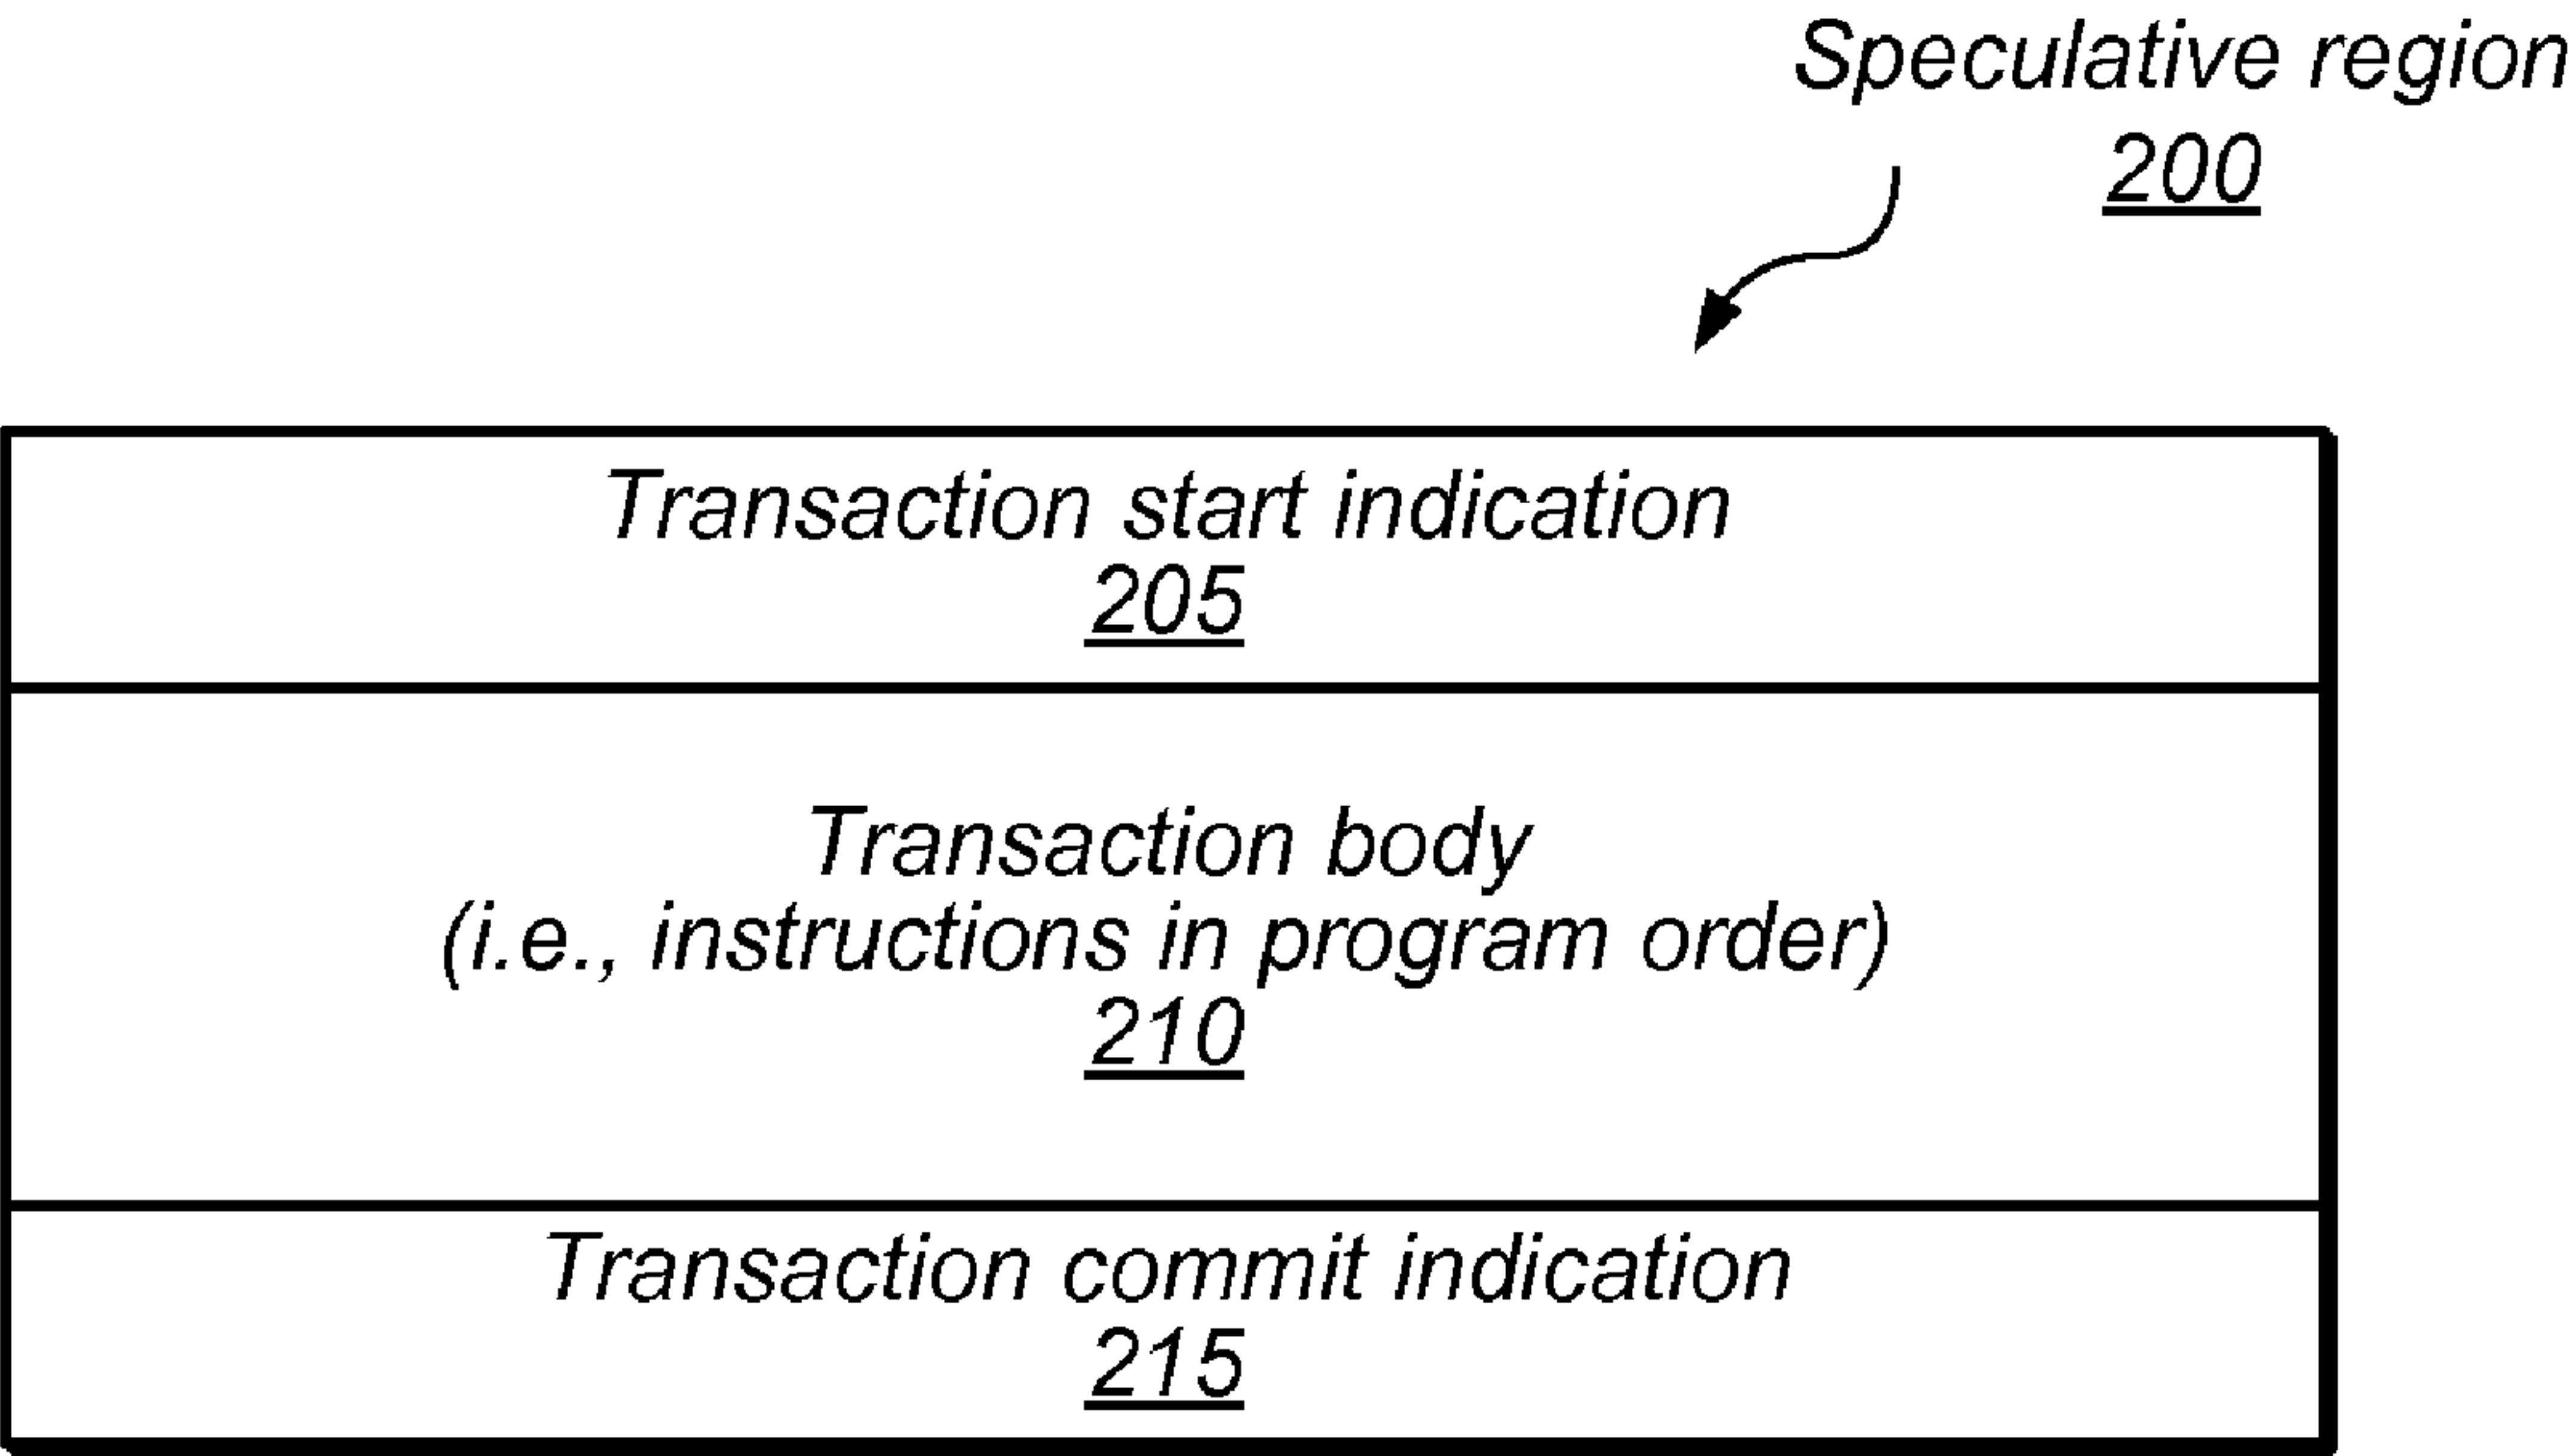 Speculative region
200
Transaction start indication
205
Transaction body
(i.e., instructions in program order)
210
Transaction commit indication
215